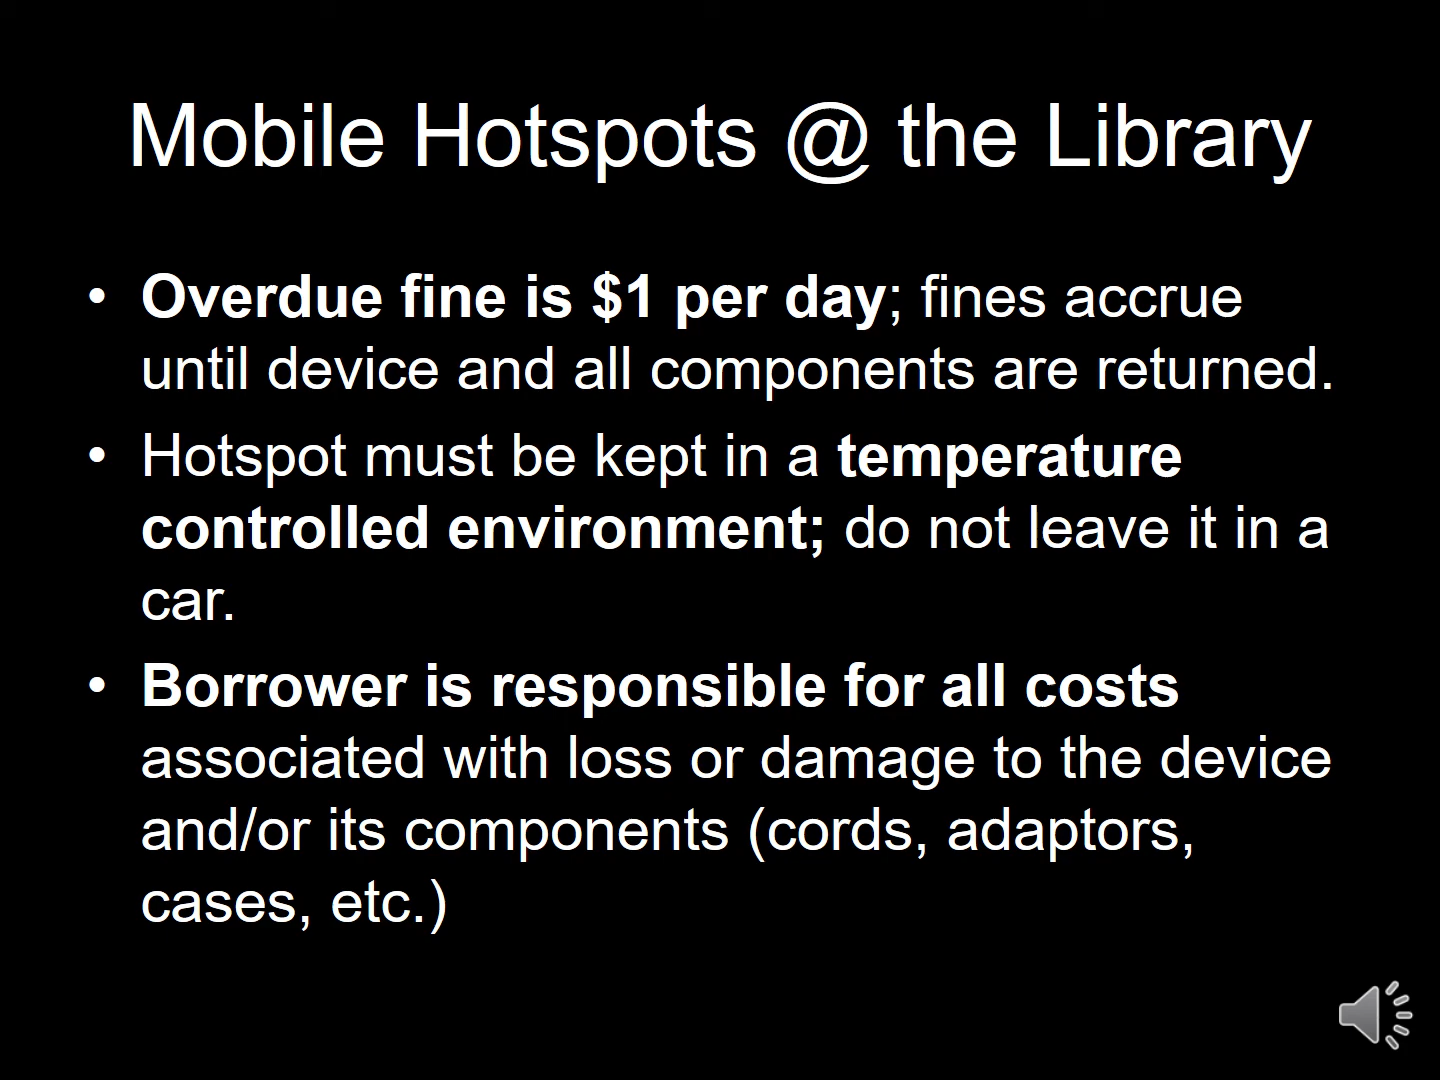 Mobile Hotspots @ the Library
• Overdue fine is $1 per day; fines accrue
until device and all components are returned.
• Hotspot must be kept in a temperature
controlled environment; do not leave it in a
car.
• Borrower is responsible for all costs
associated with loss or damage to the device
and/or its components (cords, adaptors,
cases, etc.)